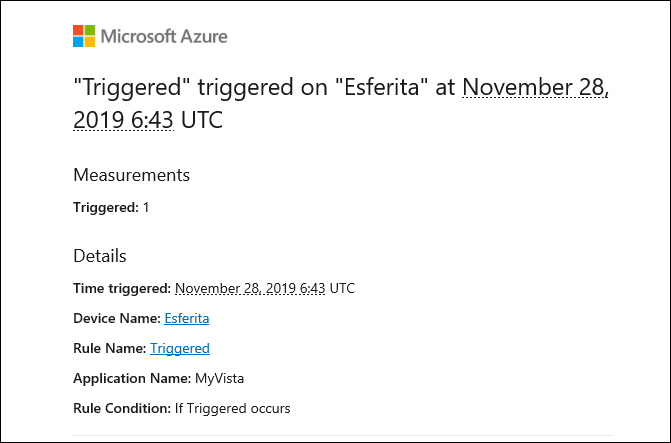 Microsoft Azure
"Triggered" triggered on "Esferita" at November 28,
2019 6:43 UTC
Measurements
Triggered: 1
Details
Time triggered: November 28, 2019 6:43 UTC
Device Name: Esferita
Rule Name: Triggered
Application Name: MyVista
Rule Condition: If Triggered occurs